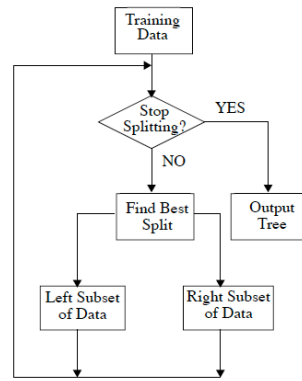 Training
Data
Stop
Splitting?
YES
NO
Find Best
Split
Output
Tree
Left Subset
of Data
Right Subset
of Data